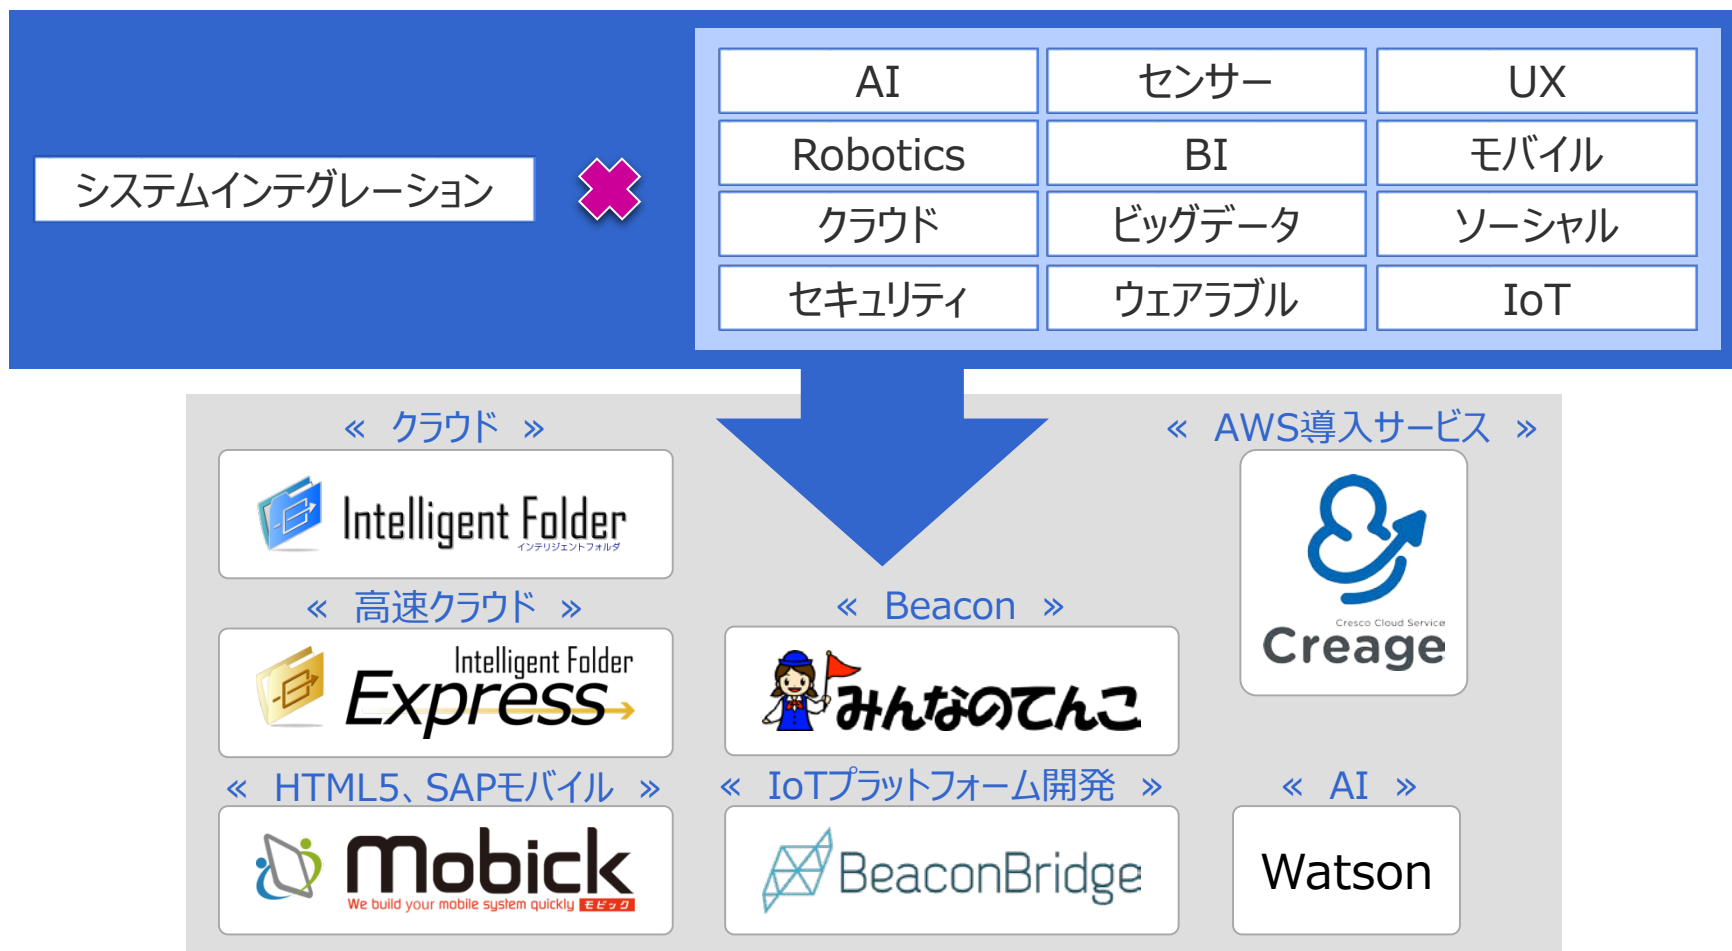 システムインテグレーション
AI
センサー
UX
Robotics
BI
モバイル
クラウド
ビッグデータ
ソーシャル
セキュリティ
ウェアラブル
IoT
« クラウド »
Intelligent Folder
インテリジェントフォルダ
« 高速クラウド »
Intelligent Folder
Express
« HTML5、SAPモバイル »
Mobick
We build your mobile system quickly モビック
« Beacon »
みんなのてんこ
« IoTプラットフォーム開発 »
BeaconBridge
« AWS導入サービス »
Cresco Cloud Service
Creage
« AI »
Watson